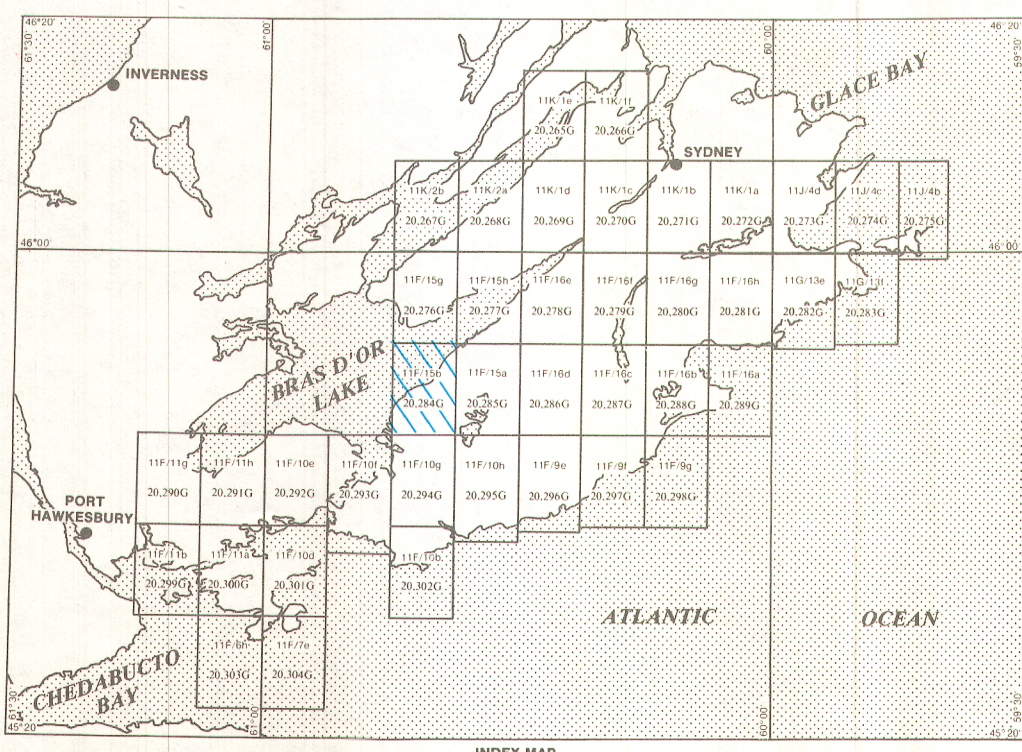 46°20'
61°30'
61°00'
60°00'
46°20'
59°30'
INVERNESS
GLACE BAY
SYDNEY
11K/1e
11K/1f
20,265G
20,266G
11K/2b
11K/2a
11K/1d
11K/1c
11K/1b
11K/1a
11J/4d
11J/4c
11J/4b
20,267G
20,268G
20,269G
20,270G
20,271G
20,272G
20,273G
20,274G
20,275G
46°00'
46°00'
11F/15g
11F/15h
11F/16e
11F/16f
11F/16g
11F/16h
11G/13e
11G/13f
20,276G
20,277G
20,278G
20,279G
20,280G
20,281G
20,282G
20,283G
BRAS D'OR
LAKE
11F/15b
11F/15a
11F/16d
11F/16c
11F/16b
11F/16a
20,284G
20,285G
20,286G
20,287G
20,288G
20,289G
11F/11g
11F/11h
11F/10e
11F/10f
11F/10g
11F/10h
11F/9e
11F/9f
11F/9g
20,290G
20,291G
20,292G
20,293G
20,294G
20,295G
20,296G
20,297G
20,298G
PORT
HAWKESBURY
11F/11b
11F/11a
11F/10d
11F/10b
20,299G
20,300G
20,301G
20,302G
ATLANTIC
OCEAN
11F/6h
11F/7e
20,303G
20,304G
CHEDABUCTO
BAY
61°30'
45°20'
61°00'
60°00'
59°30'
45°20'
INDEX MAP